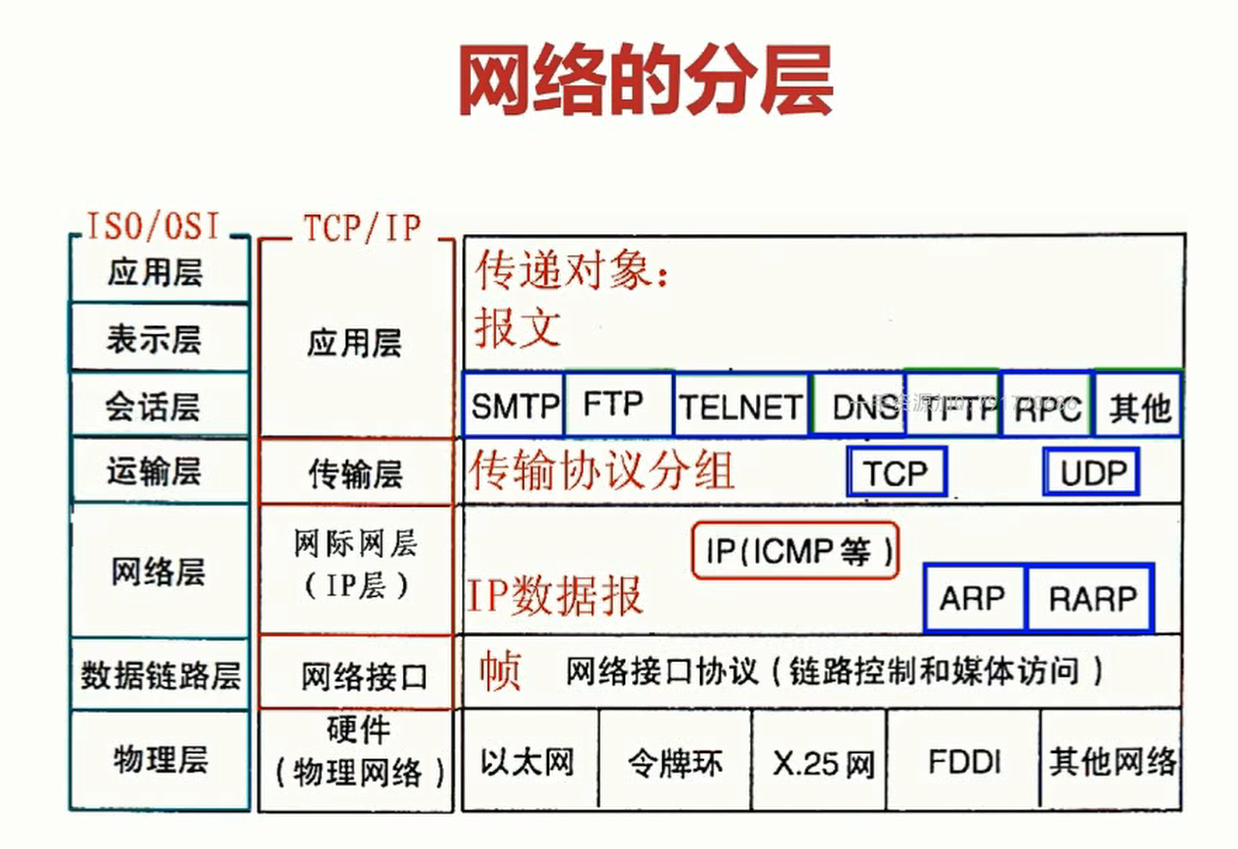 网络的分层
ISO/OSI
TCP/IP
应用层
表示层
会话层
运输层
网络层
数据链路层
物理层
应用层
传输层
网际网层
(IP层)
网络接口
硬件
(物理网络)
传递对象:
报文
SMTP FTP TELNET DNS TFTP RPC 其他
传输协议分组 TCP UDP
IP(ICMP等)
IP数据报 ARP RARP
帧 网络接口协议(链路控制和媒体访问)
以太网 令牌环 X.25网 FDDI 其他网络